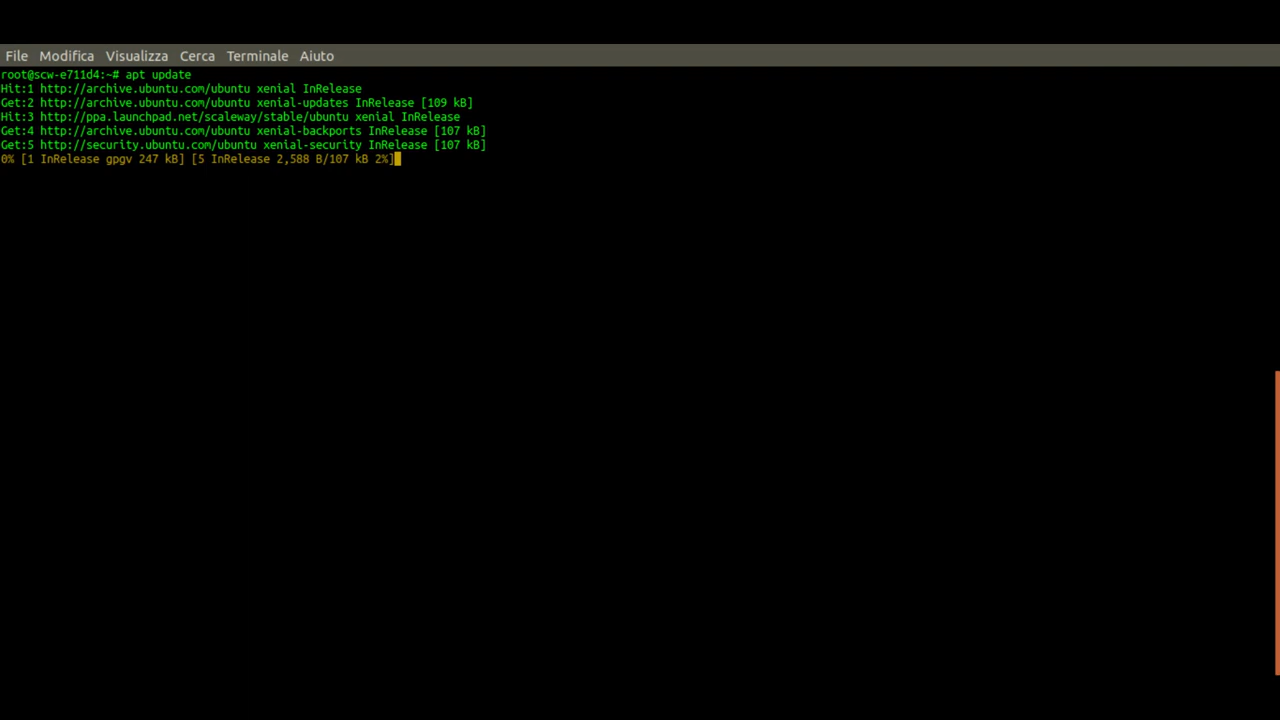 File Modifica Visualizza Cerca Terminale Aiuto
root@scw-e711d4:~# apt update
Hit:1 http://archive.ubuntu.com/ubuntu xenial InRelease
Get:2 http://archive.ubuntu.com/ubuntu xenial-updates InRelease [109 kB]
Hit:3 http://ppa.launchpad.net/scaleway/stable/ubuntu xenial InRelease
Get:4 http://archive.ubuntu.com/ubuntu xenial-backports InRelease [107 kB]
Get:5 http://security.ubuntu.com/ubuntu xenial-security InRelease [107 kB]
0% [1 InRelease gpgv 247 kB] [5 InRelease 2,588 B/107 kB 2%]